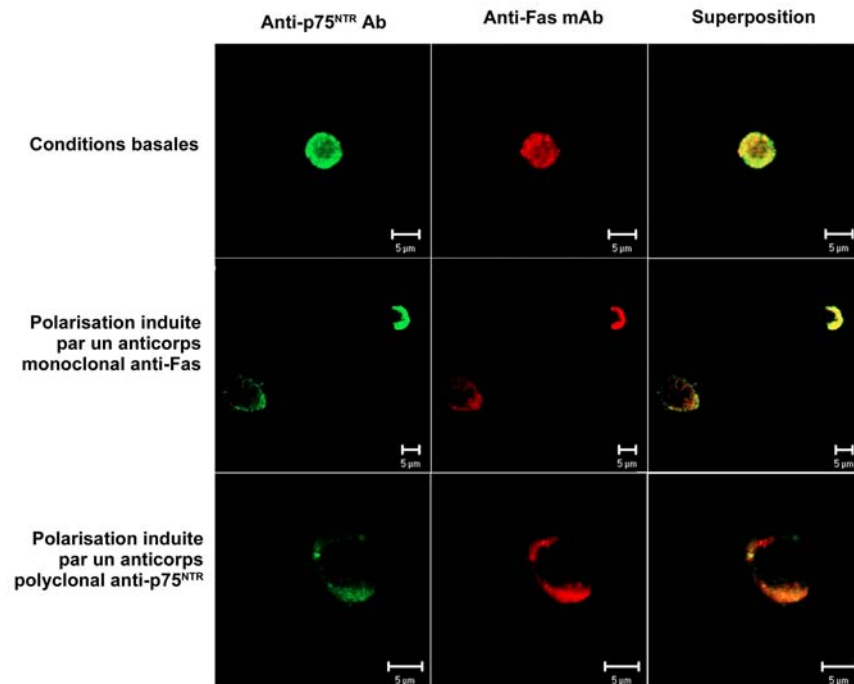 Anti-p75NTR Ab
Anti-Fas mAb
Superposition
Conditions basales
5 µm
5 µm
5 µm
Polarisation induite
par un anticorps
monoclonal anti-Fas
5 µm
5 µm
5 µm
Polarisation induite
par un anticorps
polyclonal anti-p75NTR
5 µm
5 µm
5 µm